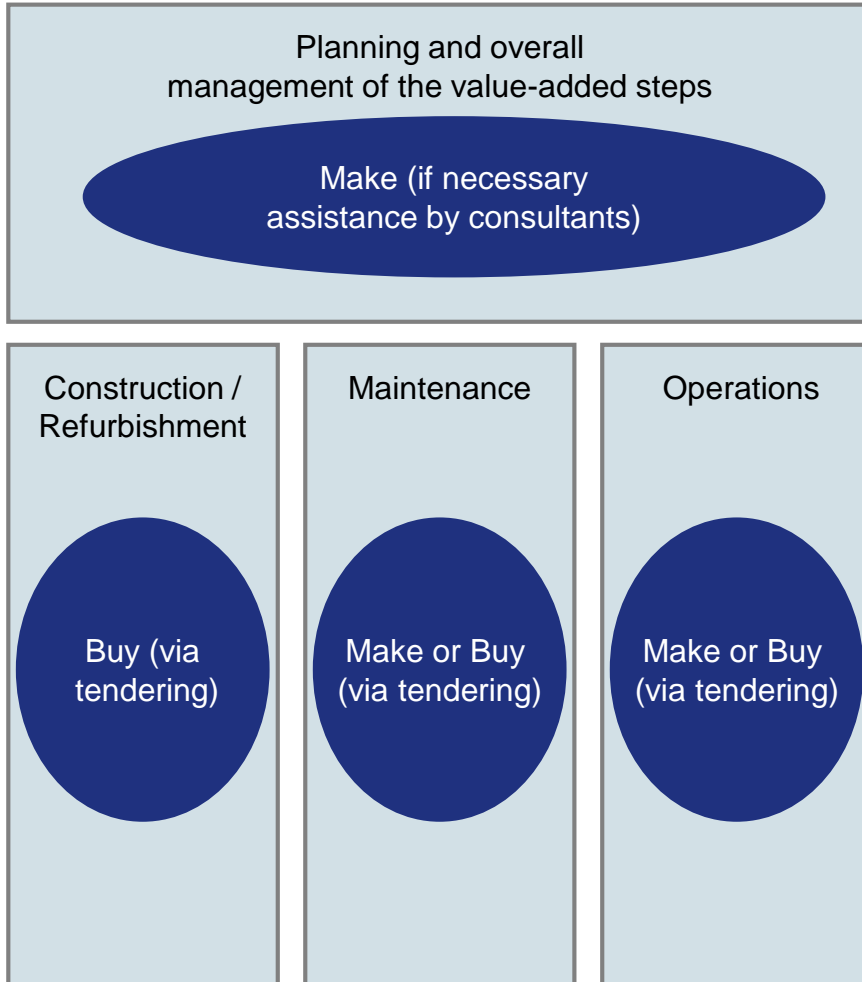 Planning and overall
management of the value-added steps
Make (if necessary
assistance by consultants)
Construction /
Refurbishment
Buy (via
tendering)
Maintenance
Make or Buy
(via tendering)
Operations
Make or Buy
(via tendering)